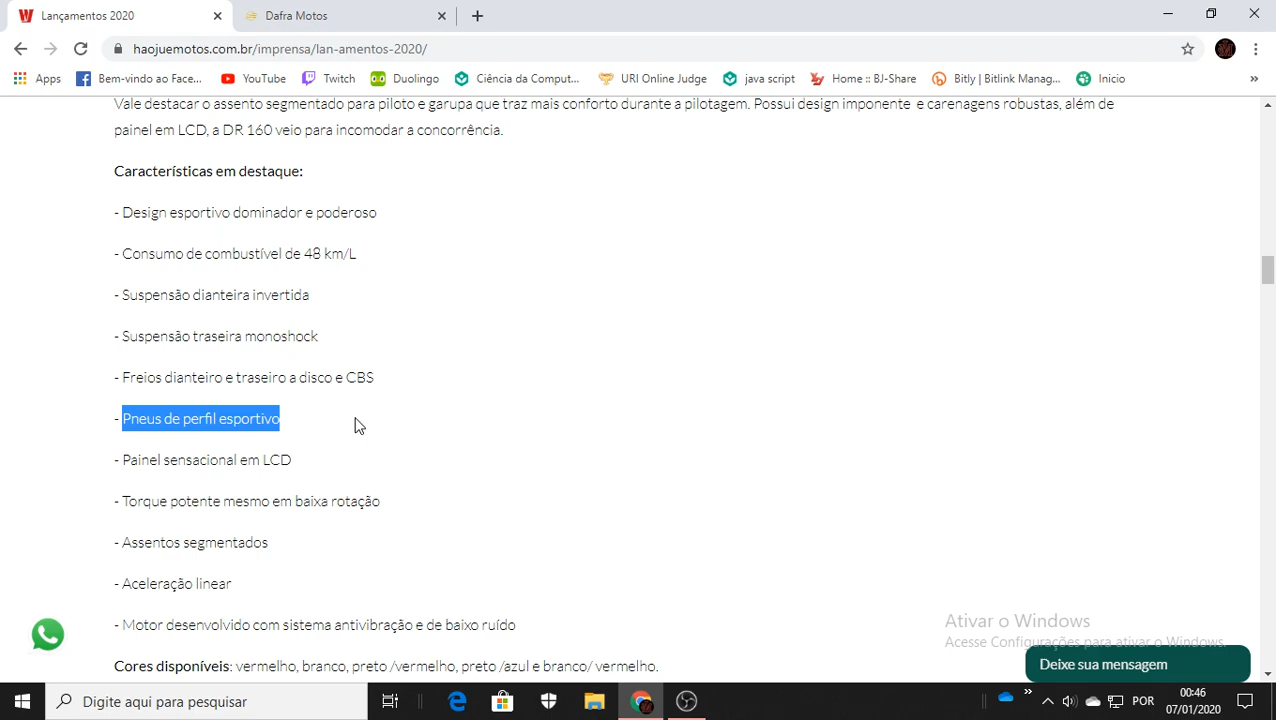 Lançamentos 2020
Dafra Motos
haojuemotos.com.br/imprensa/lan-amentos-2020/
Apps
Bem-vindo ao Face...
YouTube
Twitch
Duolingo
Ciência da Comput...
URI Online Judge
java script
Home :: BJ-Share
Bitly | Bitlink Manag...
Inicio
»
Vale destacar o assento segmentado para piloto e garupa que traz mais conforto durante a pilotagem. Possui design imponente e carenagens robustas, além de
painel em LCD, a DR 160 veio para incomodar a concorrência.
Características em destaque:
- Design esportivo dominador e poderoso
- Consumo de combustível de 48 km/L
- Suspensão dianteira invertida
- Suspensão traseira monoshock
- Freios dianteiro e traseiro a disco e CBS
- Pneus de perfil esportivo
- Painel sensacional em LCD
- Torque potente mesmo em baixa rotação
- Assentos segmentados
- Aceleração linear
- Motor desenvolvido com sistema antivibração e de baixo ruído
Cores disponíveis: vermelho, branco, preto /vermelho, preto /azul e branco/ vermelho.
Ativar o Windows
Acesse Configurações para ativar o Windows.
Deixe sua mensagem
Digite aqui para pesquisar
»
POR
00:46
07/01/2020